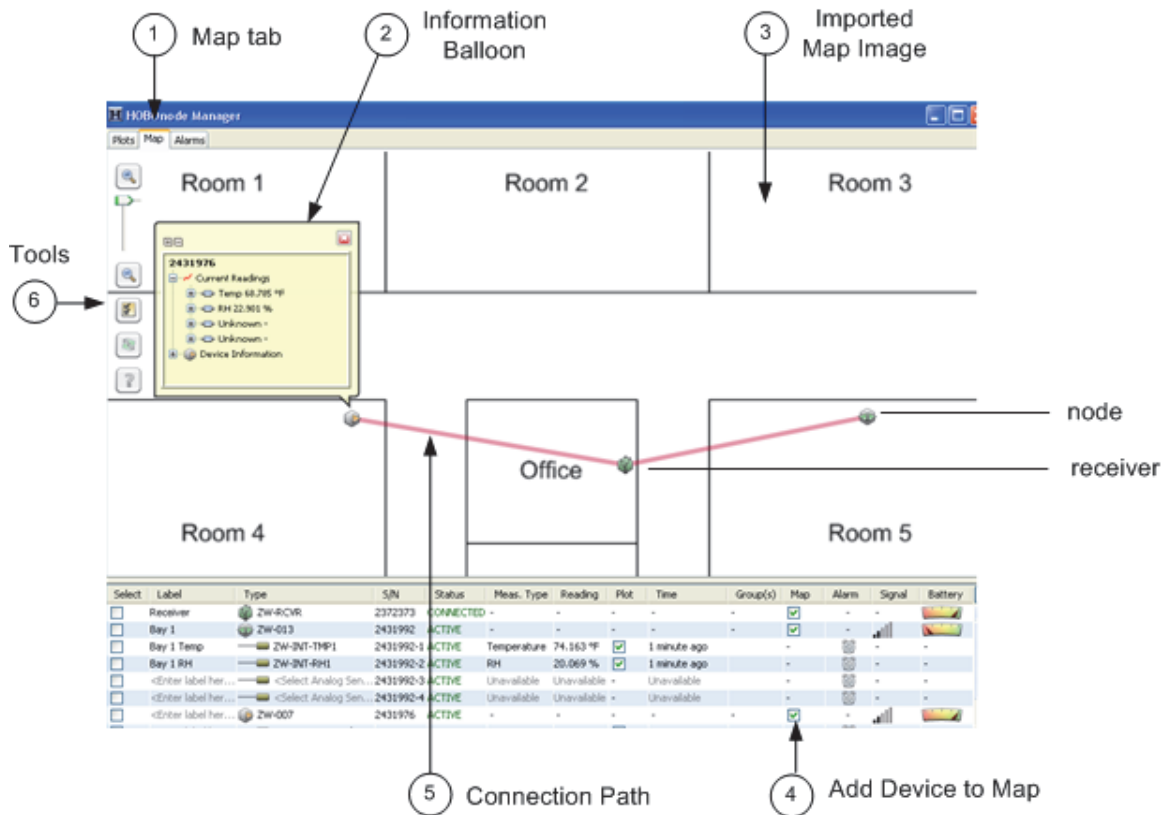 1 Map tab
2 Information Balloon
3 Imported Map Image
HOBOnode Manager
Plots Map Alarms
Room 1 Room 2 Room 3
Tools
6
2431976
Current Readings
Temp 68.785 °F
RH 22.901 %
Unknown -
Unknown -
Device Information
?
node
receiver
Office
Room 4 Room 5
Select Label Type S/N Status Meas. Type Reading Plot Time Group(s) Map Alarm Signal Battery
Receiver ZW-RCVR 2372373 CONNECTED - - - - - - -
Bay 1 ZW-013 2431992 ACTIVE - - - - - -
Bay 1 Temp ZW-INT-TMP1 2431992-1 ACTIVE Temperature 74.163 °F 1 minute ago - - -
Bay 1 RH ZW-INT-RH1 2431992-2 ACTIVE RH 20.069 % 1 minute ago - - -
<Enter label her... <Select Analog Sen... 2431992-3 ACTIVE Unavailable Unavailable - Unavailable - - -
<Enter label her... <Select Analog Sen... 2431992-4 ACTIVE Unavailable Unavailable - Unavailable - - -
<Enter label her... ZW-007 2431976 ACTIVE - - - - - -
5 Connection Path
4 Add Device to Map